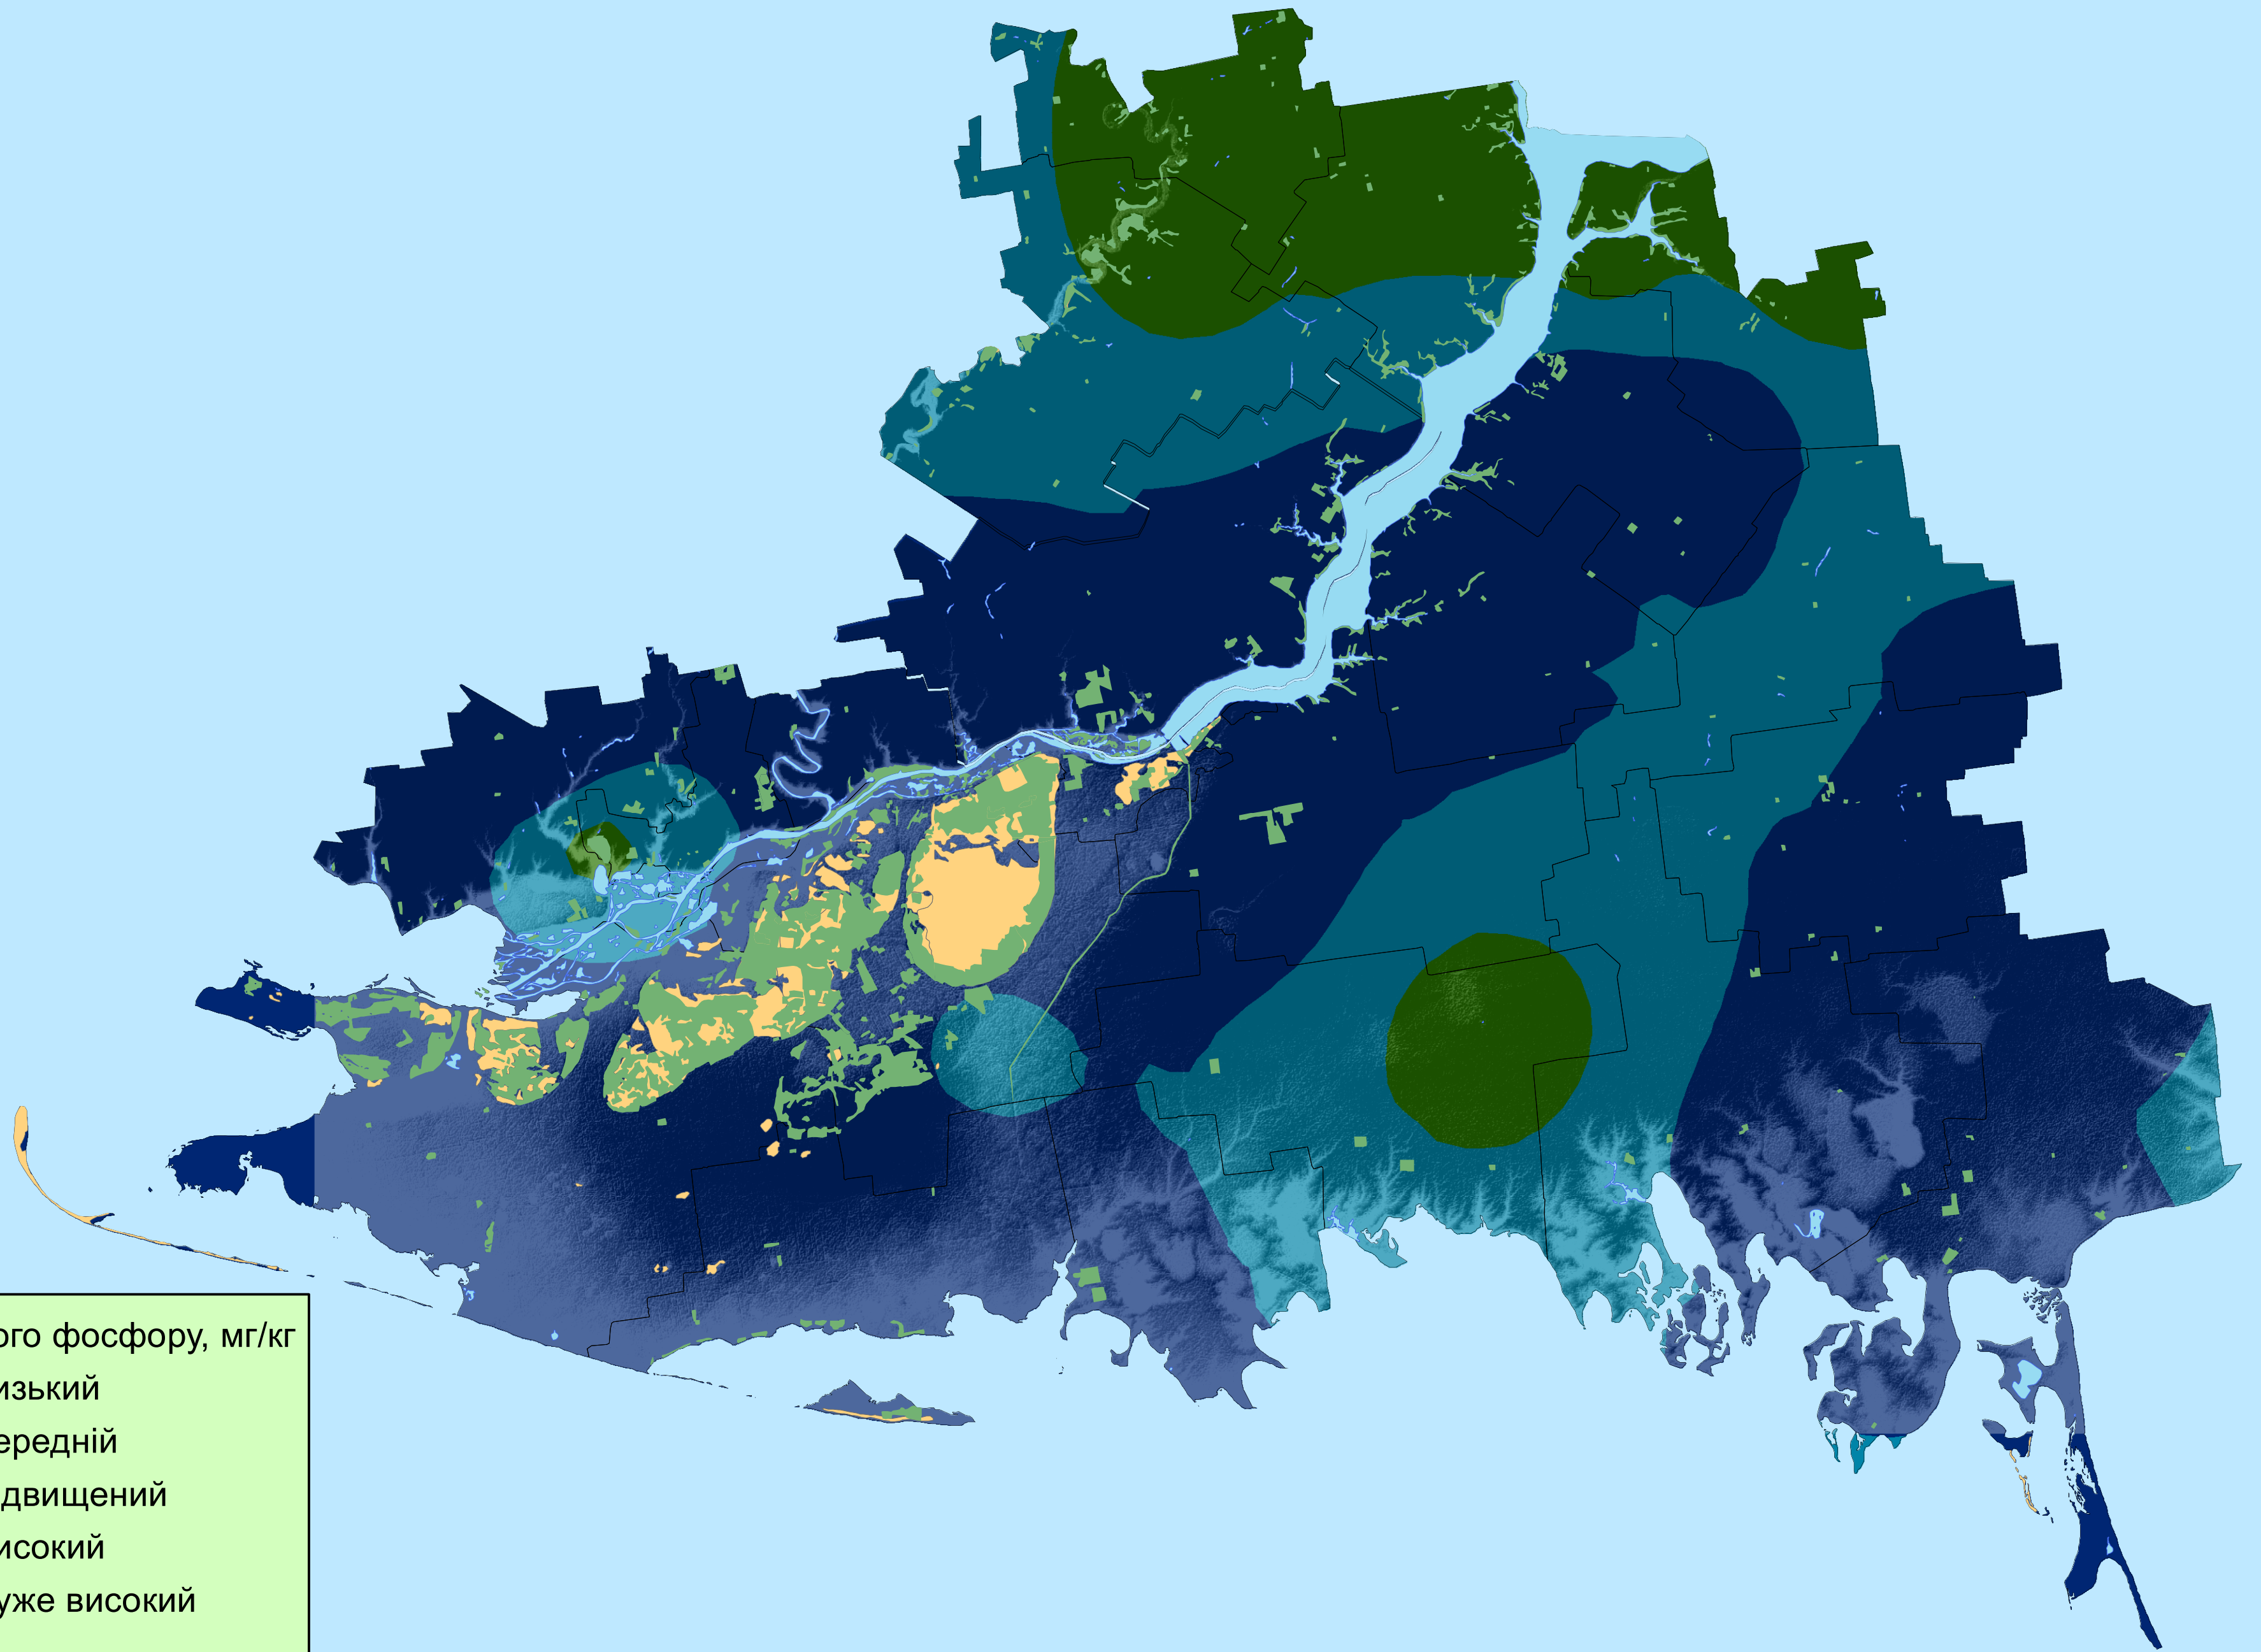 ого фосфору, мг/кг
изький
ередній
двищений
исокий
уже високий